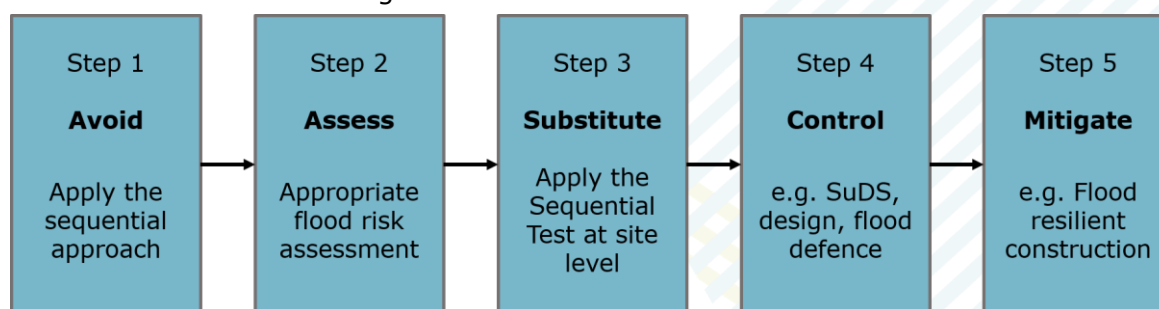 Step 1
Avoid
Apply the
sequential
approach
Step 2
Assess
Appropriate
flood risk
assessment
Step 3
Substitute
Apply the
Sequential
Test at site
level
Step 4
Control
e.g. SuDS,
design, flood
defence
Step 5
Mitigate
e.g. Flood
resilient
construction